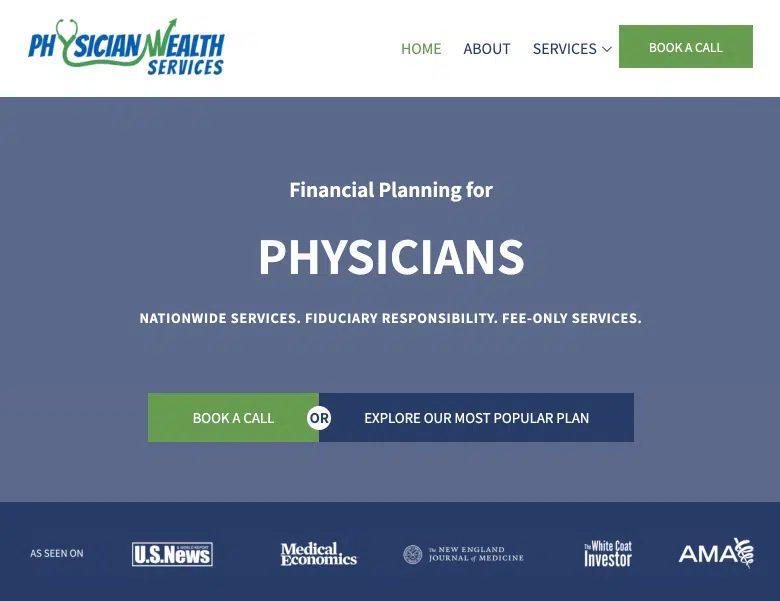 PHYSICIAN WEALTH
SERVICES
HOME ABOUT SERVICES BOOK A CALL
Financial Planning for
PHYSICIANS
NATIONWIDE SERVICES. FIDUCIARY RESPONSIBILITY. FEE-ONLY SERVICES.
BOOK A CALL OR EXPLORE OUR MOST POPULAR PLAN
AS SEEN ON
U.S.News
& WORLD REPORT
Medical
Economics
The NEW ENGLAND
JOURNAL of MEDICINE
The White Coat
Investor
AMA